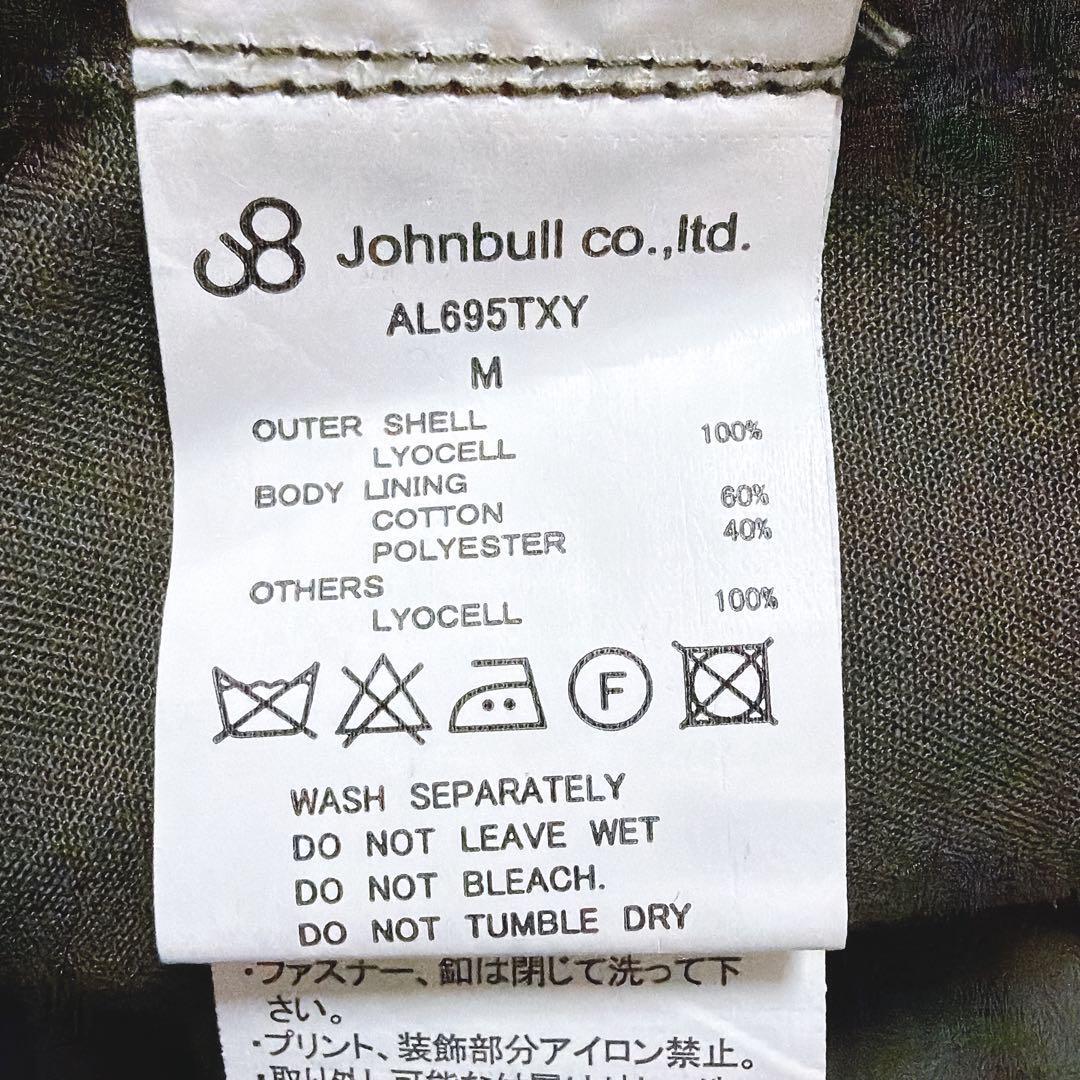 Johnbull co.,ltd.
AL695TXY
M
OUTER SHELL
LYOCELL 100%
BODY LINING
COTTON 60%
POLYESTER 40%
OTHERS
LYOCELL 100%
F
WASH SEPARATELY
DO NOT LEAVE WET
DO NOT BLEACH.
DO NOT TUMBLE DRY
・ファスナー、釦は閉じて洗って下
さい。
・プリント、装飾部分アイロン禁止。